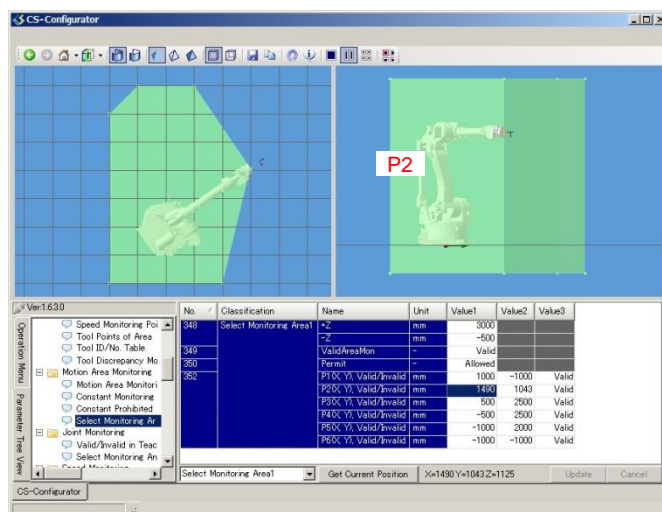 CS-Configurator
P2
Ver1.6.3.0
Operation Menu
Parameter Tree View
Speed Monitoring Poi
Tool Points of Area
Tool ID/No. Table
Tool Discrepancy Mo
Motion Area Monitoring
Motion Area Monitori
Constant Monitoring
Constant Prohibited
Select Monitoring Ar
Joint Monitoring
Valid/Invalid in Teac
Select Monitoring An
Speed Monitoring
No. Classification Name Unit Value1 Value2 Value3
348 Select Monitoring Area1 +Z mm 3000
-Z mm -500
349 ValidAreaMon - Valid
350 Permit - Allowed
352 P1(X, Y), Valid/Invalid mm 1000 -1000 Valid
P2(X, Y), Valid/Invalid mm 1490 1043 Valid
P3(X, Y), Valid/Invalid mm 500 2500 Valid
P4(X, Y), Valid/Invalid mm -500 2500 Valid
P5(X, Y), Valid/Invalid mm -1000 2000 Valid
P6(X, Y), Valid/Invalid mm -1000 -1000 Valid
Select Monitoring Area1 Get Current Position X=1490 Y=1043 Z=1125 Update Cancel
CS-Configurator